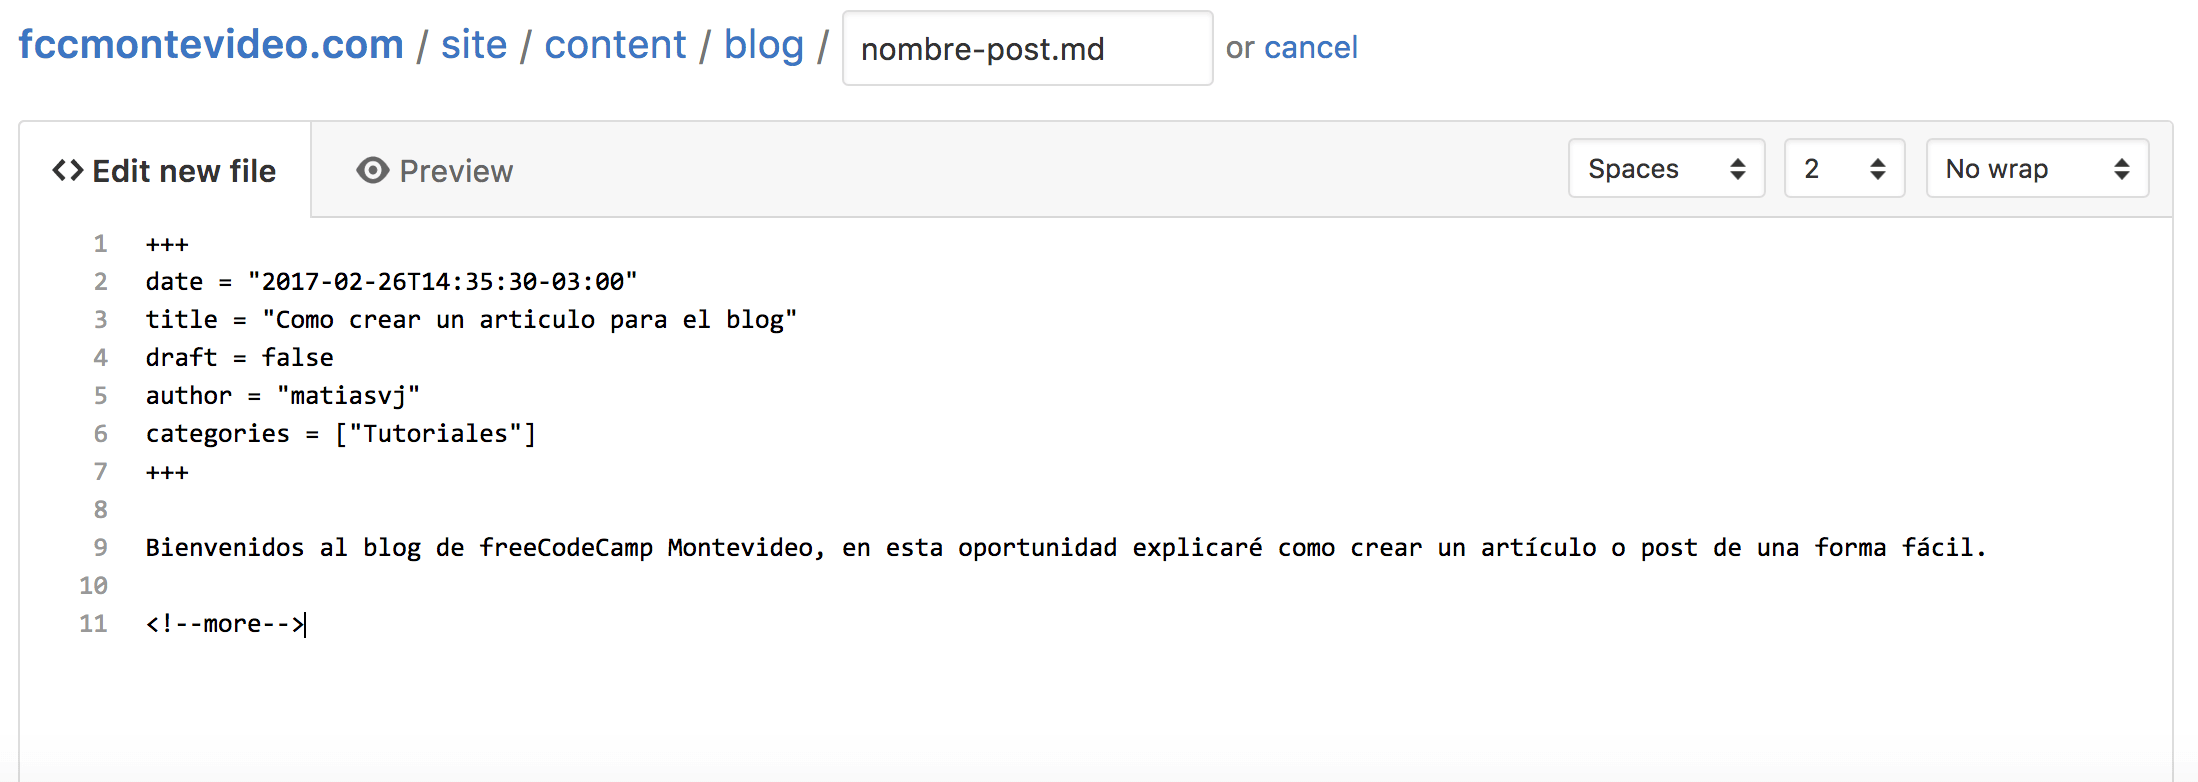 fccmontevideo.com / site / content / blog / nombre-post.md or cancel
<> Edit new file Preview Spaces 2 No wrap
1 +++
2 date = "2017-02-26T14:35:30-03:00"
3 title = "Como crear un articulo para el blog"
4 draft = false
5 author = "matiasvj"
6 categories = ["Tutoriales"]
7 +++
8
9 Bienvenidos al blog de freeCodeCamp Montevideo, en esta oportunidad explicaré como crear un artículo o post de una forma fácil.
10
11 <!--more-->